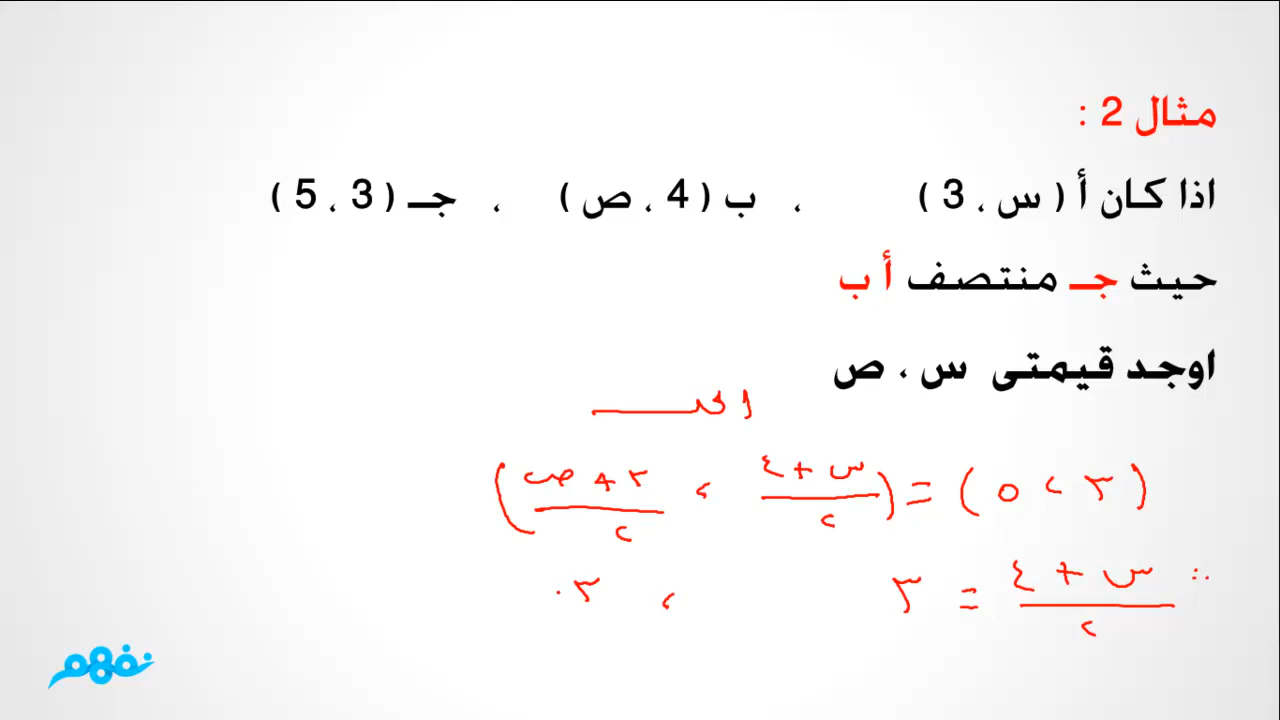 مثال 2 :
اذا كان أ ( س ، 3 ) ، ب ( 4 ، ص ) ، جـ ( 3 ، 5 )
حيث جـ منتصف أ ب
اوجد قيمتى س ، ص
الحـــل
( ٣ ، ٥ ) = ( س + ٤ / ٢ ، ٣ + ص / ٢ )
∴ س + ٤ / ٢ = ٣ ، ٣
نفهم